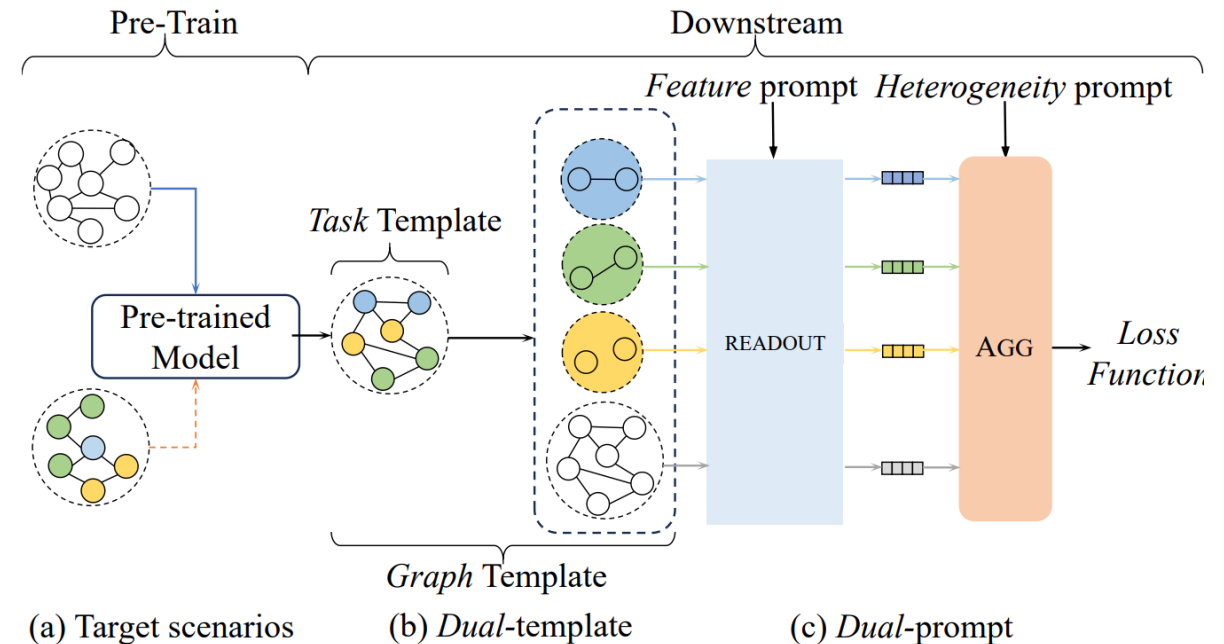 Pre-Train
Downstream
Feature prompt
Heterogeneity prompt
Task Template
Pre-trained
Model
READOUT
AGG
Loss
Function
Graph Template
(a) Target scenarios
(b) Dual-template
(c) Dual-prompt